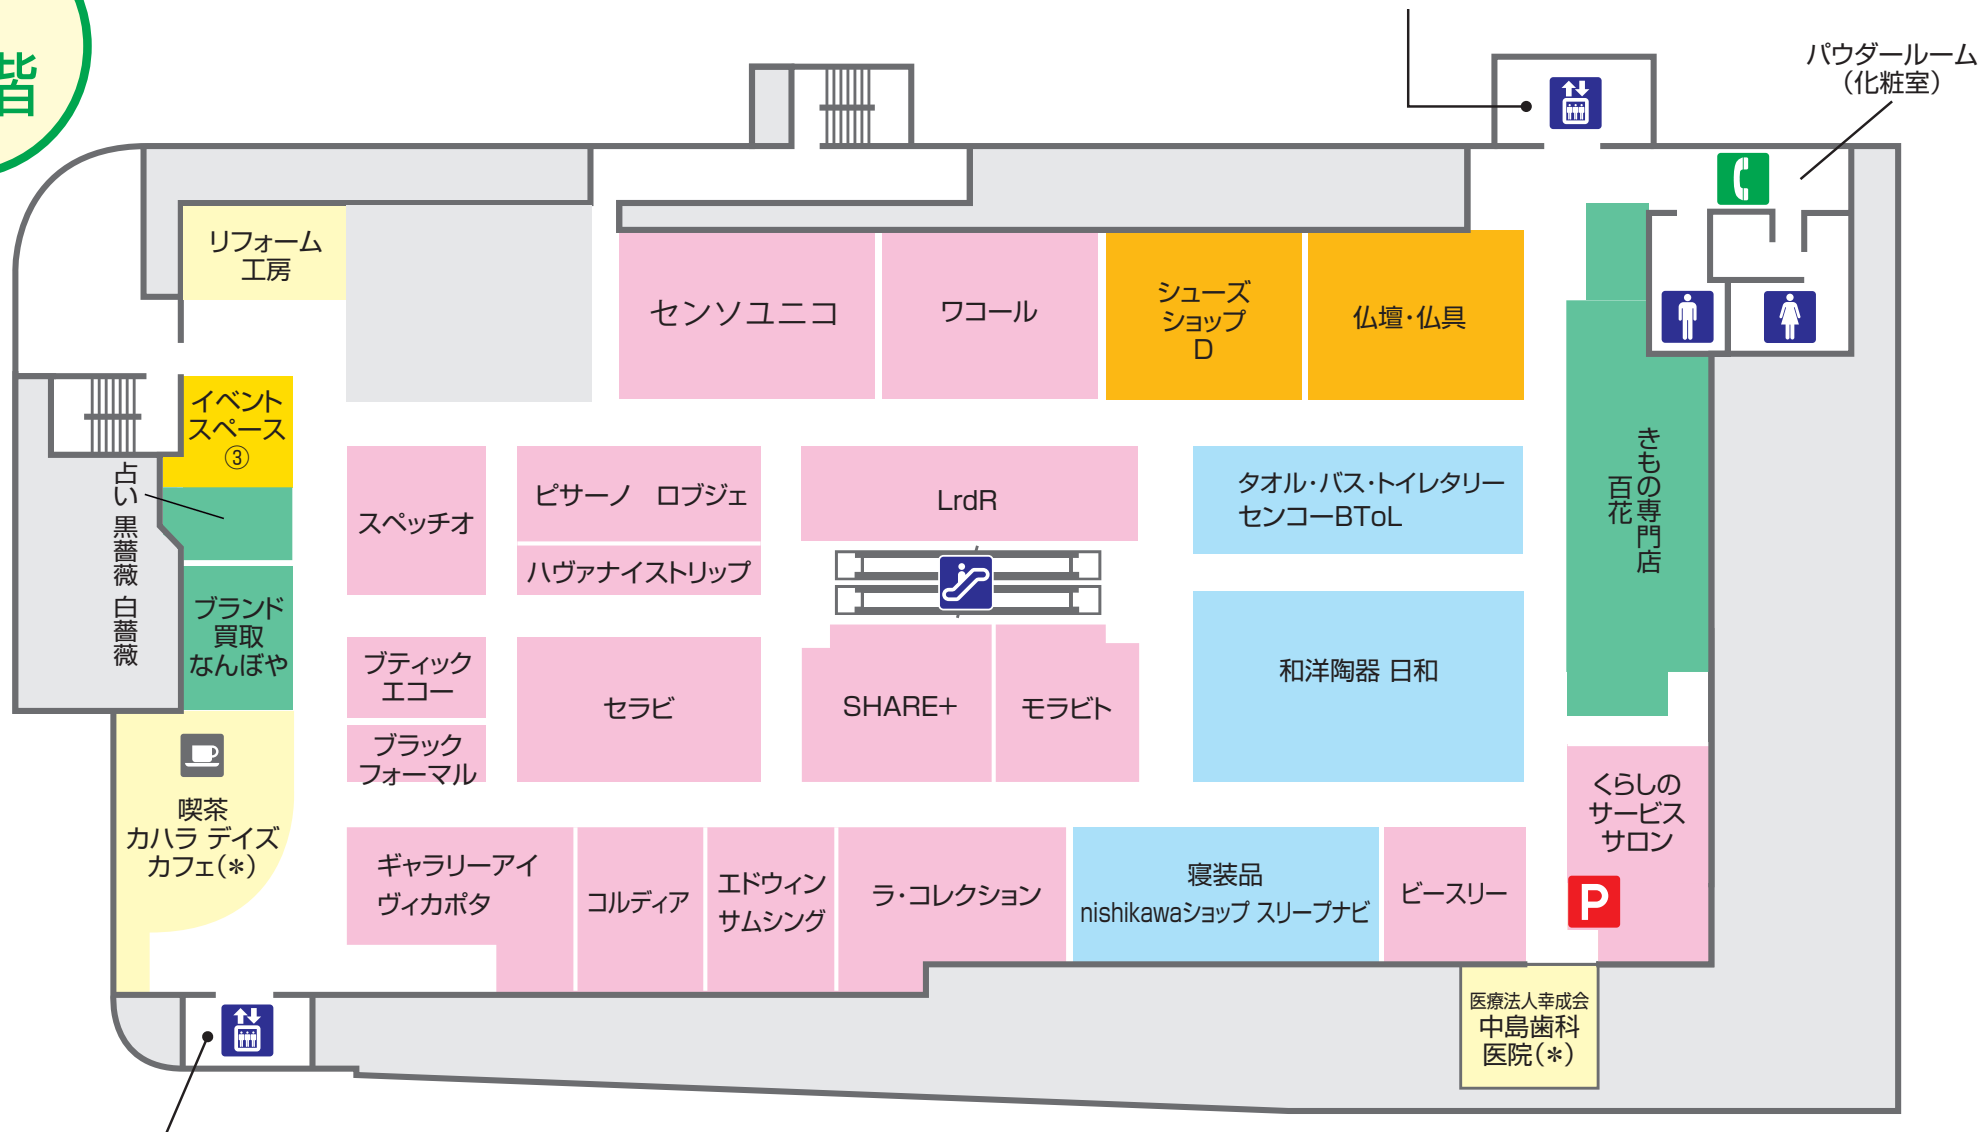 階
パウダールーム
（化粧室）
リフォーム
工房
センソユニコ
ワコール
シューズ
ショップ
D
仏壇・仏具
イベント
スペース
③
占い 黒薔薇 白薔薇
ブランド
買取
なんぼや
スペッチオ
ピサーノ　ロブジェ
ハヴァナイストリップ
LrdR
タオル・バス・トイレタリー
センコーBToL
きもの専門店
百花
ブティック
エコー
ブラック
フォーマル
セラビ
SHARE+
モラビト
和洋陶器 日和
喫茶
カハラ デイズ
カフェ(＊)
くらしの
サービス
サロン
P
ギャラリーアイ
ヴィカポタ
コルディア
エドウィン
サムシング
ラ・コレクション
寝装品
nishikawaショップ スリープナビ
ビースリー
医療法人幸成会
中島歯科
医院(＊)